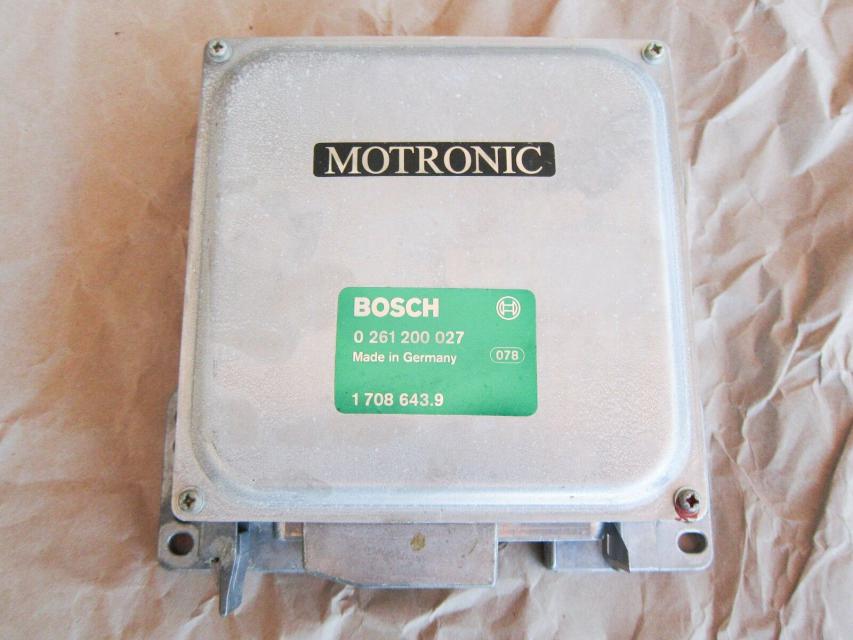 MOTRONIC
BOSCH
0 261 200 027
Made in Germany 078
1 708 643.9